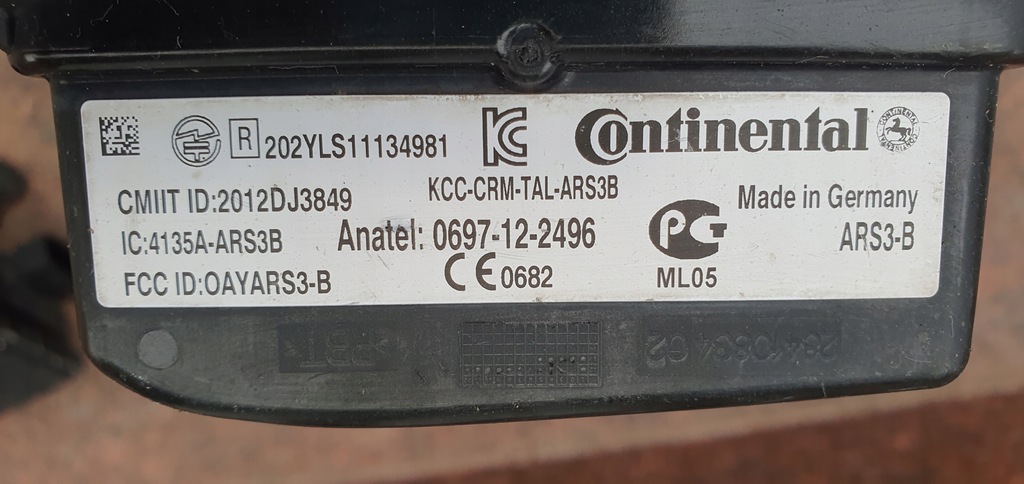 R 202YLS11134981
Continental
KCC-CRM-TAL-ARS3B
CMIIT ID:2012DJ3849
Made in Germany
IC:4135A-ARS3B
Anatel: 0697-12-2496
ARS3-B
FCC ID:OAYARS3-B
CE 0682
ML05
PBT